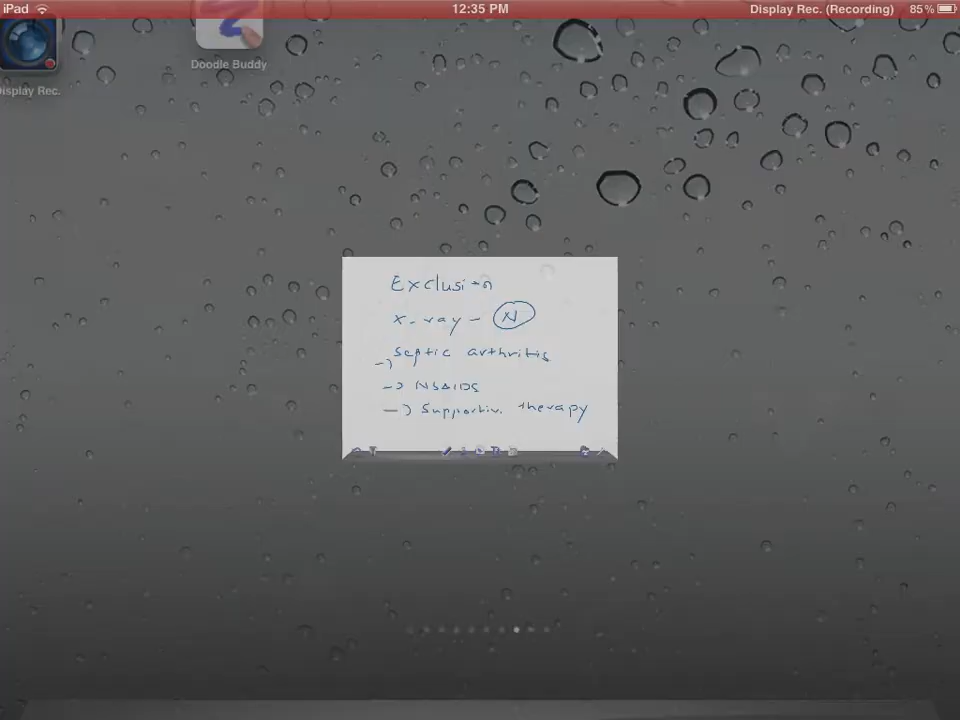 iPad 12:35 PM Display Rec. (Recording) 85%
Doodle Buddy
isplay Rec.
Exclusion
X-ray - N
Septic arthritis
-> NSAIDS
-> Supportiv. therapy